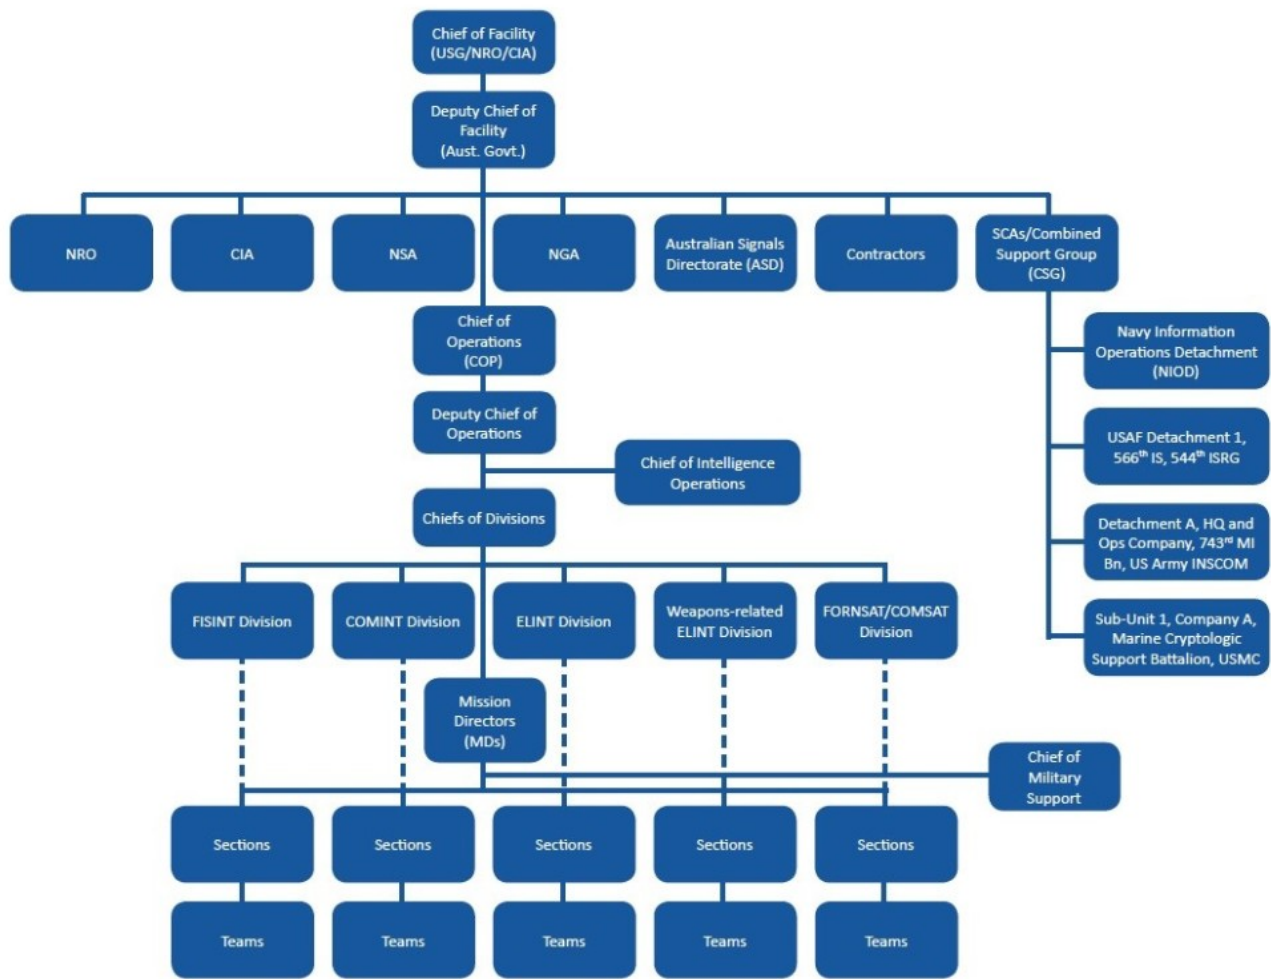 Chief of Facility
(USG/NRO/CIA)
Deputy Chief of
Facility
(Aust. Govt.)
NRO
CIA
NSA
NGA
Australian Signals
Directorate (ASD)
Contractors
SCAs/Combined
Support Group
(CSG)
Chief of
Operations
(COP)
Navy Information
Operations Detachment
(NIOD)
Deputy Chief of
Operations
USAF Detachment 1,
566th IS, 544th ISRG
Chief of Intelligence
Operations
Chiefs of Divisions
Detachment A, HQ and
Ops Company, 743rd MI
Bn, US Army INSCOM
FISINT Division
COMINT Division
ELINT Division
Weapons-related
ELINT Division
FORNSAT/COMSAT
Division
Sub-Unit 1, Company A,
Marine Cryptologic
Support Battalion, USMC
Mission
Directors
(MDs)
Chief of
Military
Support
Sections
Sections
Sections
Sections
Sections
Teams
Teams
Teams
Teams
Teams